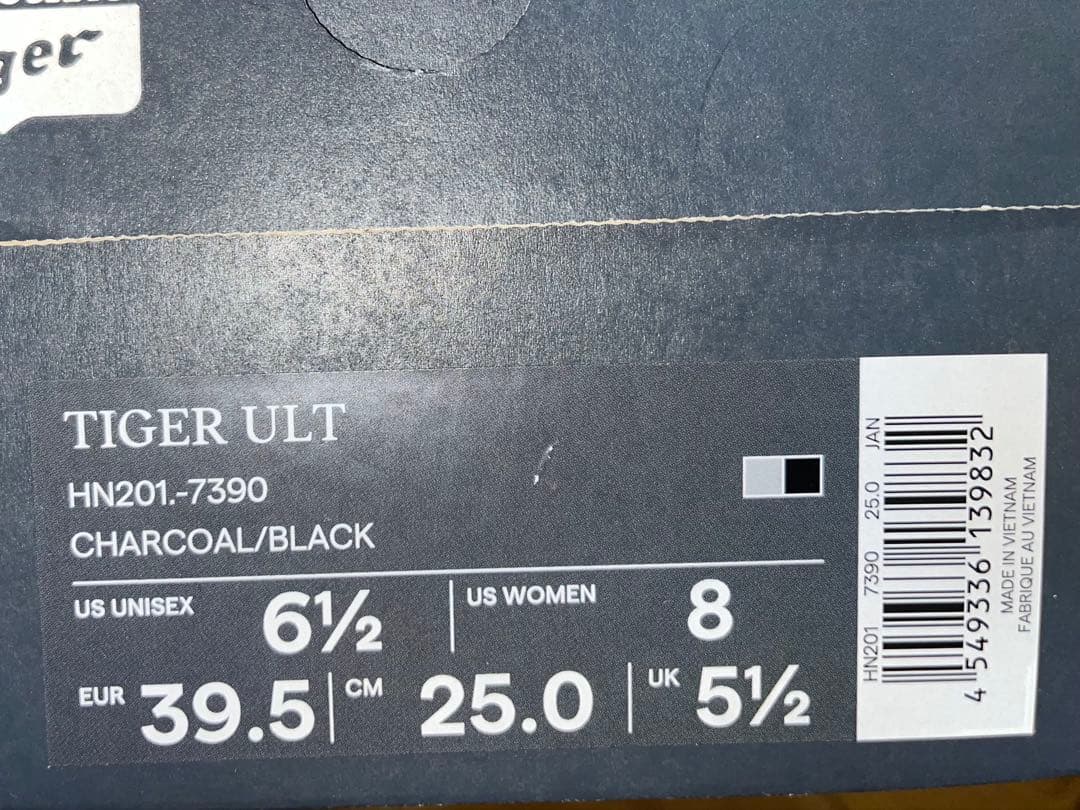 ger
TIGER ULT
HN201.-7390
CHARCOAL/BLACK
US UNISEX 6½
US WOMEN 8
EUR 39.5
CM 25.0
UK 5½
HN201 7390 25.0 JAN
4 549336 139832
MADE IN VIETNAM
FABRIQUE AU VIETNAM